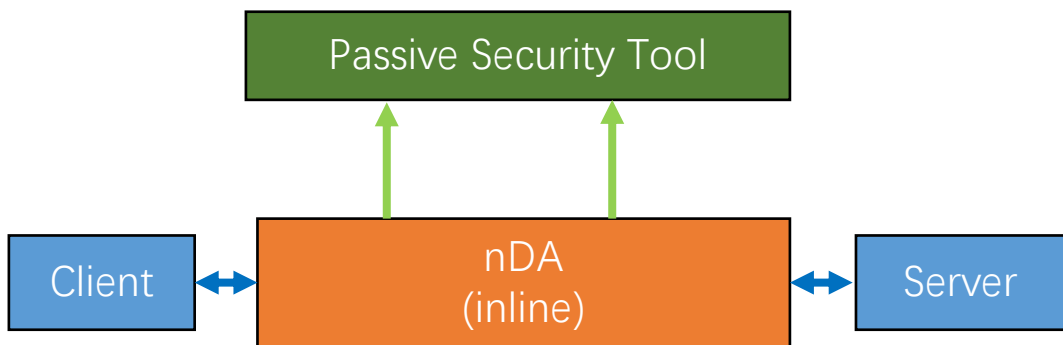 Passive Security Tool
Client
nDA
(inline)
Server